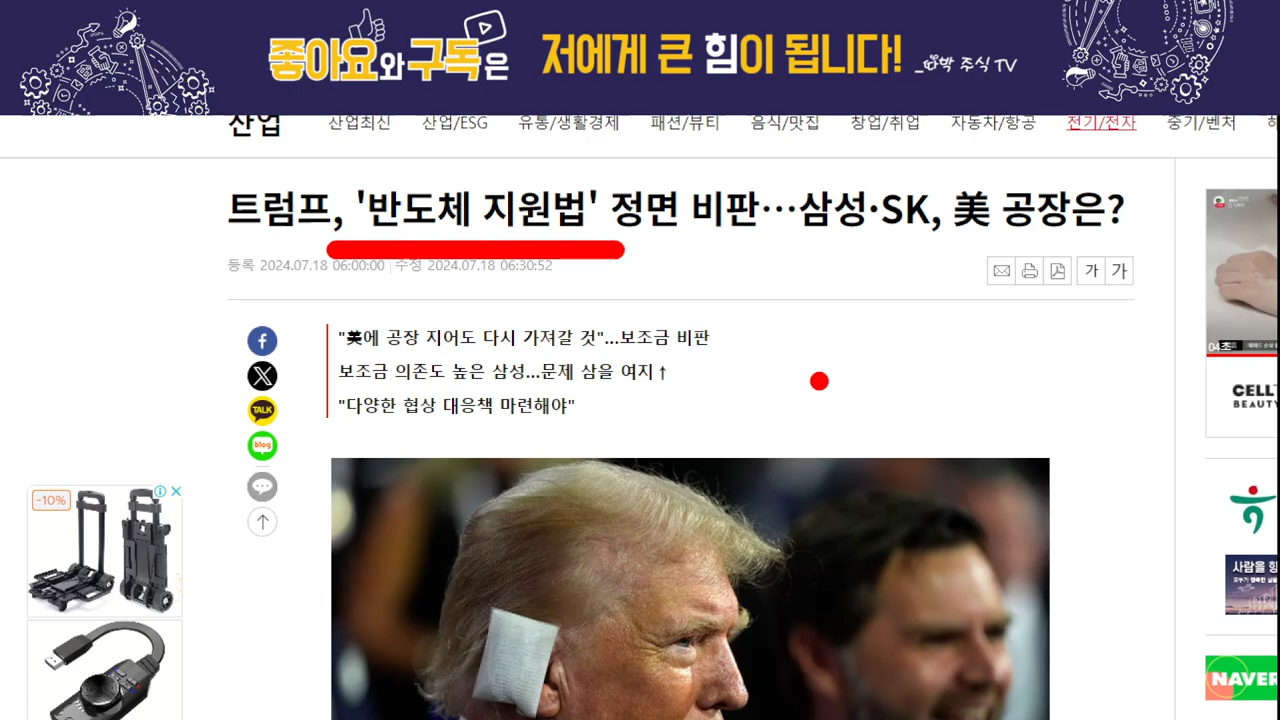 좋아요와 구독은 저에게 큰 힘이 됩니다!
박 주식 TV
산업
산업최신 산업/ESG 유통/생활경제 패션/뷰티 음식/맛집 창업/취업 자동차/항공 전기/전자 중기/벤처
트럼프, '반도체 지원법' 정면 비판…삼성·SK, 美 공장은?
등록 2024.07.18 06:00:00 수정 2024.07.18 06:30:52
가 가
"美에 공장 지어도 다시 가져갈 것"…보조금 비판
보조금 의존도 높은 삼성…문제 삼을 여지↑
"다양한 협상 대응책 마련해야"
TALK
blog
-10%
04초
CELL
BEAUTY
사람을 향
NAVER